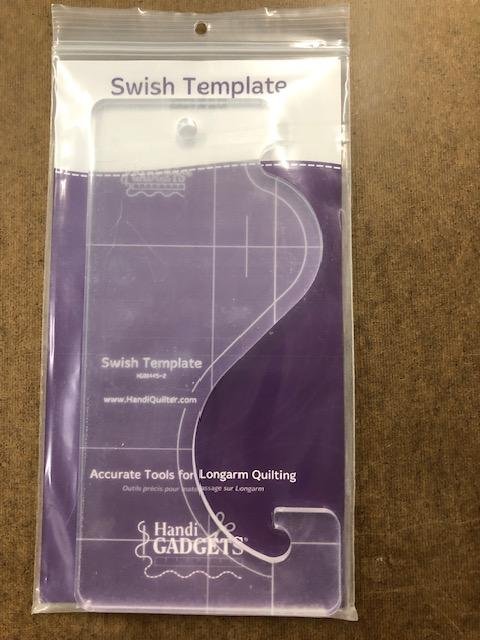 Swish Template
GADGETS
Swish Template
www.HandiQuilter.com
Accurate Tools for Longarm Quilting
Outils précis pour matelassage sur Longarm
Handi
GADGETS®